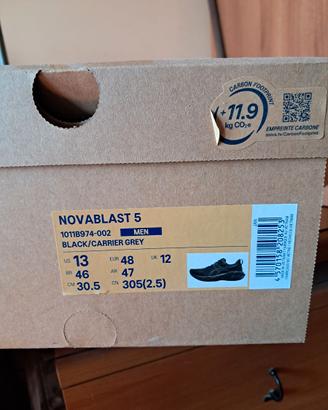 CARBON FOOTPRINT
+11.9
kg CO₂e
EMPREINTE CARBONE
NOVABLAST 5
1011B974-002 MEN
BLACK/CARRIER GREY
US 13 EUR 48 UK 12
BR 46 AR 47
CM 30.5 CN 305(2.5)